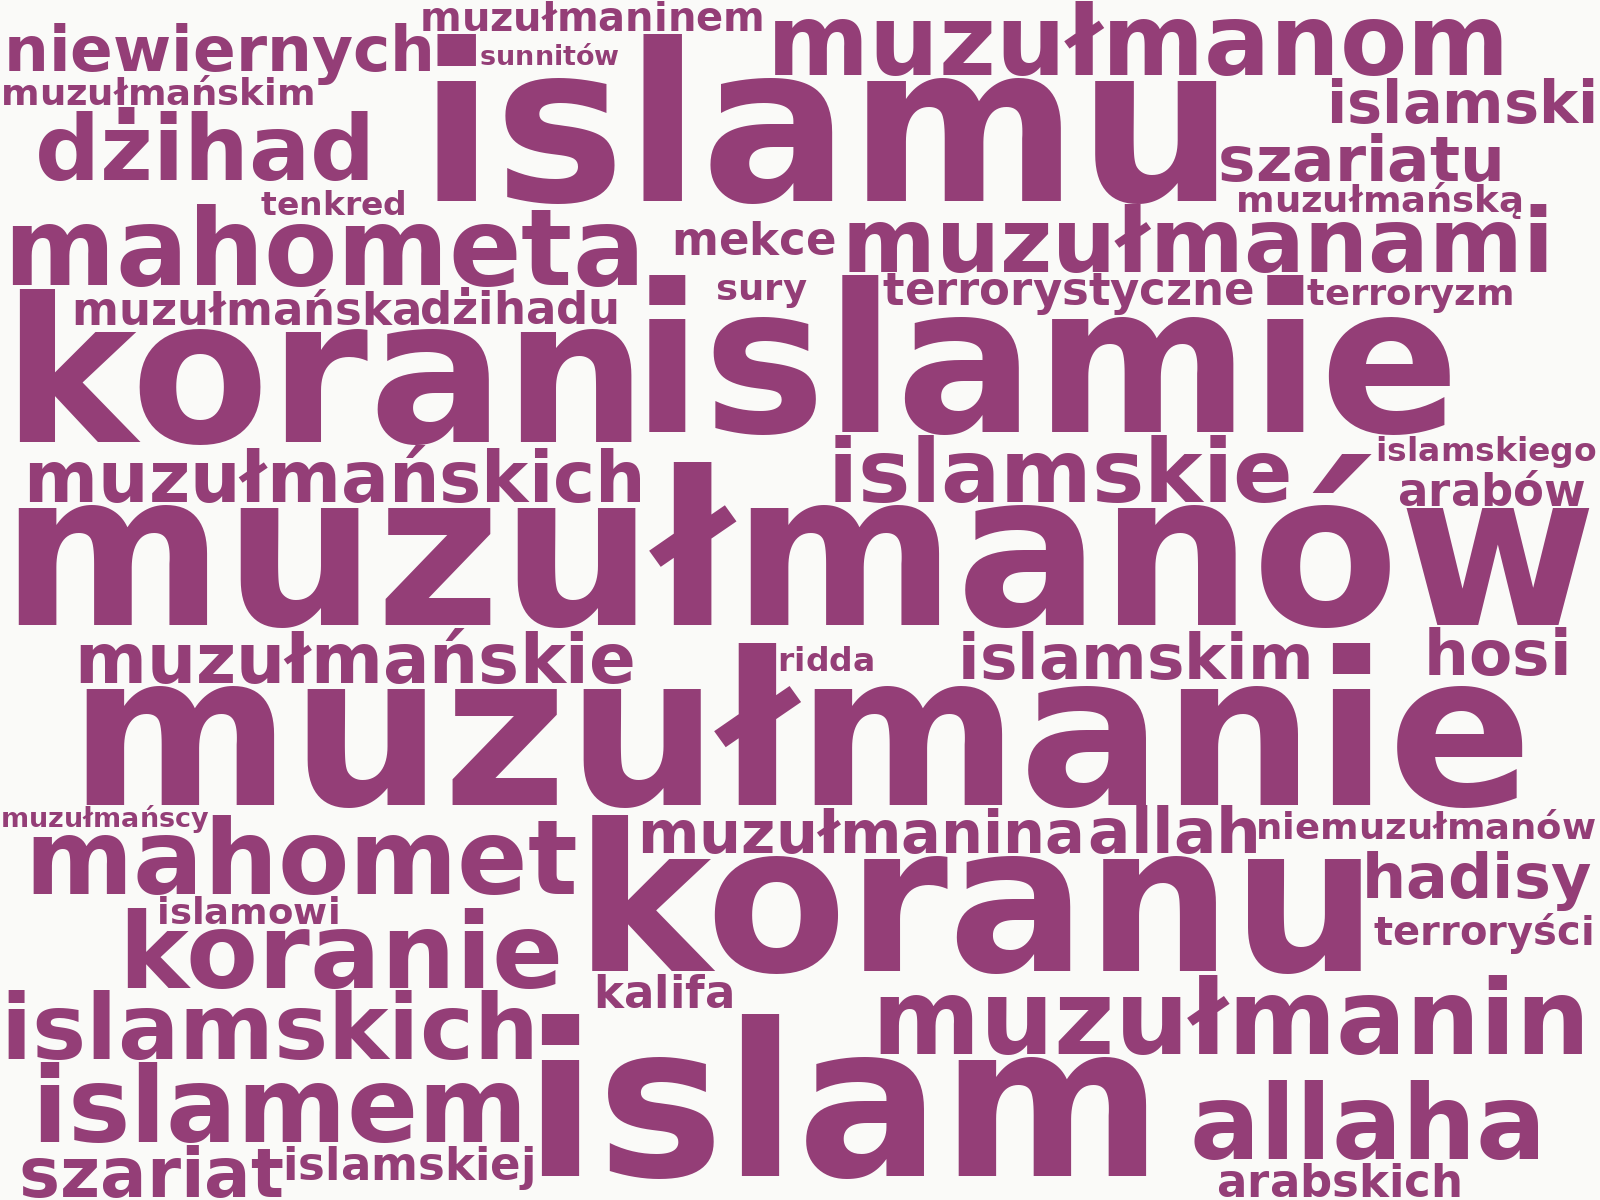 muzułmaninem
niewiernych
sunnitów
muzułmanom
muzułmańskim
islamu
islamski
dżihad
szariatu
tenkred
muzułmańską
mahometa
mekce
muzułmanami
muzułmańska
dżihadu
sury
terrorystyczne
terroryzm
koran
islamie
muzułmańskich
islamskie
islamskiego
arabów
muzułmanów
muzułmańskie
ridda
islamskim
hosi
muzułmanie
muzułmańscy
mahomet
muzułmanina
allah
niemuzułmanów
koranu
hadisy
islamowi
koranie
terroryści
kalifa
islamskich
muzułmanin
islamem
islam
allaha
szariat
islamskiej
arabskich